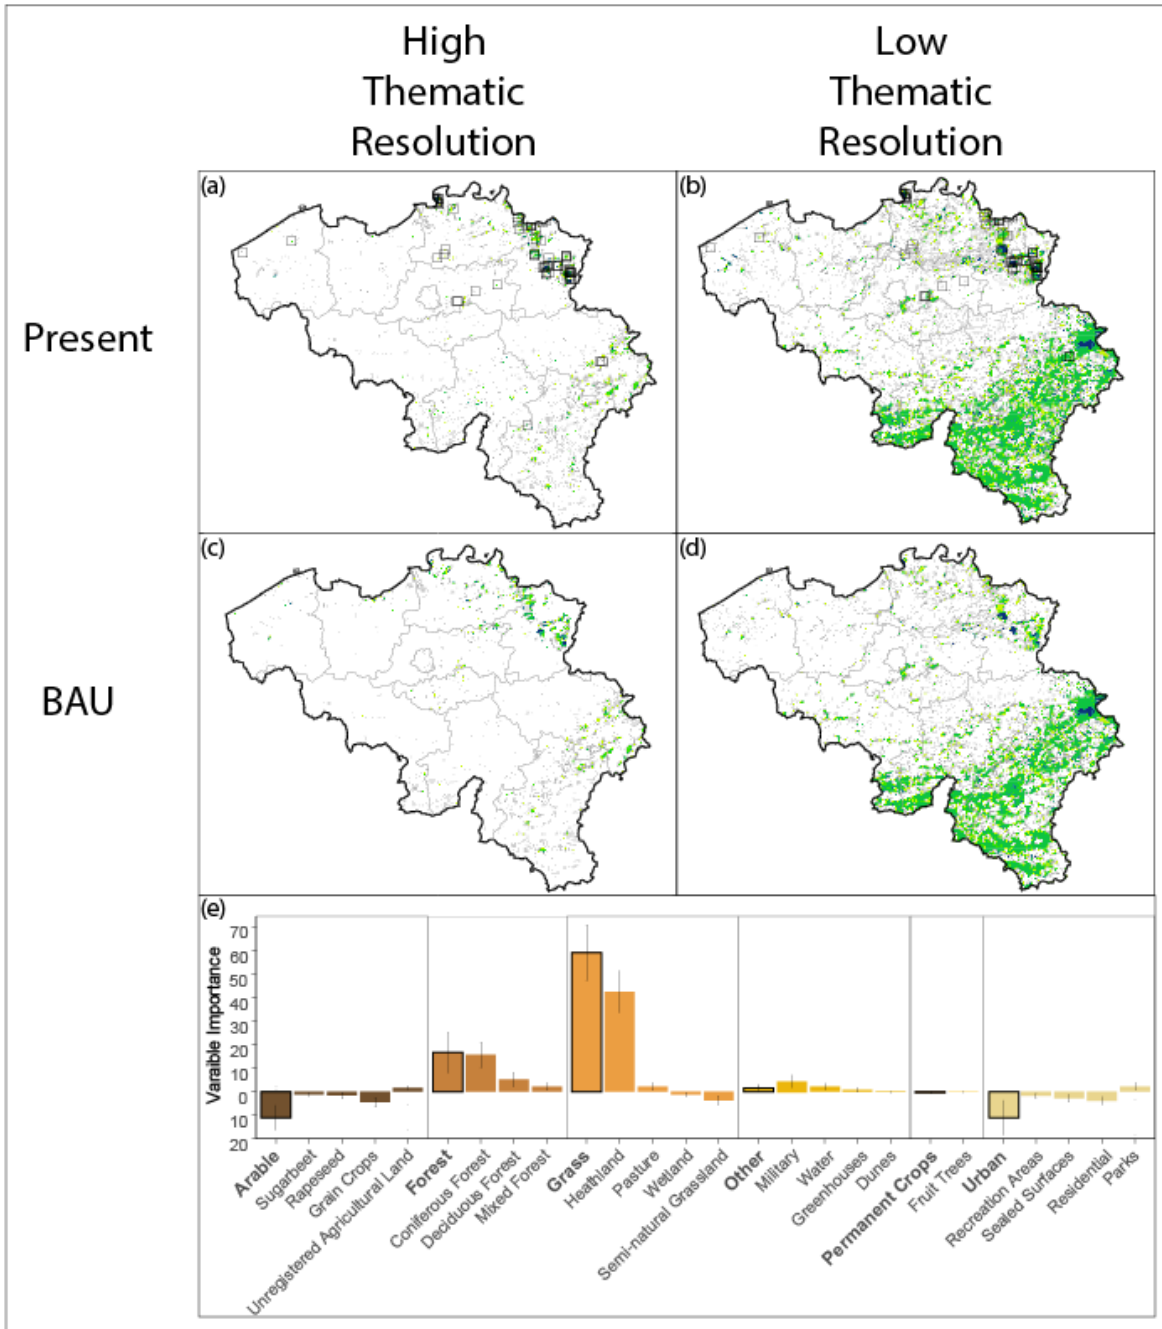 High
Thematic
Resolution
Low
Thematic
Resolution
(a)
(b)
Present
(c)
(d)
BAU
(e)
Varaible Importance
70
60
50
40
30
20
10
0
10
20
Arable
Sugarbeet
Rapeseed
Grain Crops
Unregistered Agricultural Land
Forest
Coniferous Forest
Deciduous Forest
Mixed Forest
Grass
Heathland
Pasture
Wetland
Semi-natural Grassland
Other
Military
Water
Greenhouses
Dunes
Permanent Crops
Fruit Trees
Urban
Recreation Areas
Sealed Surfaces
Residential
Parks